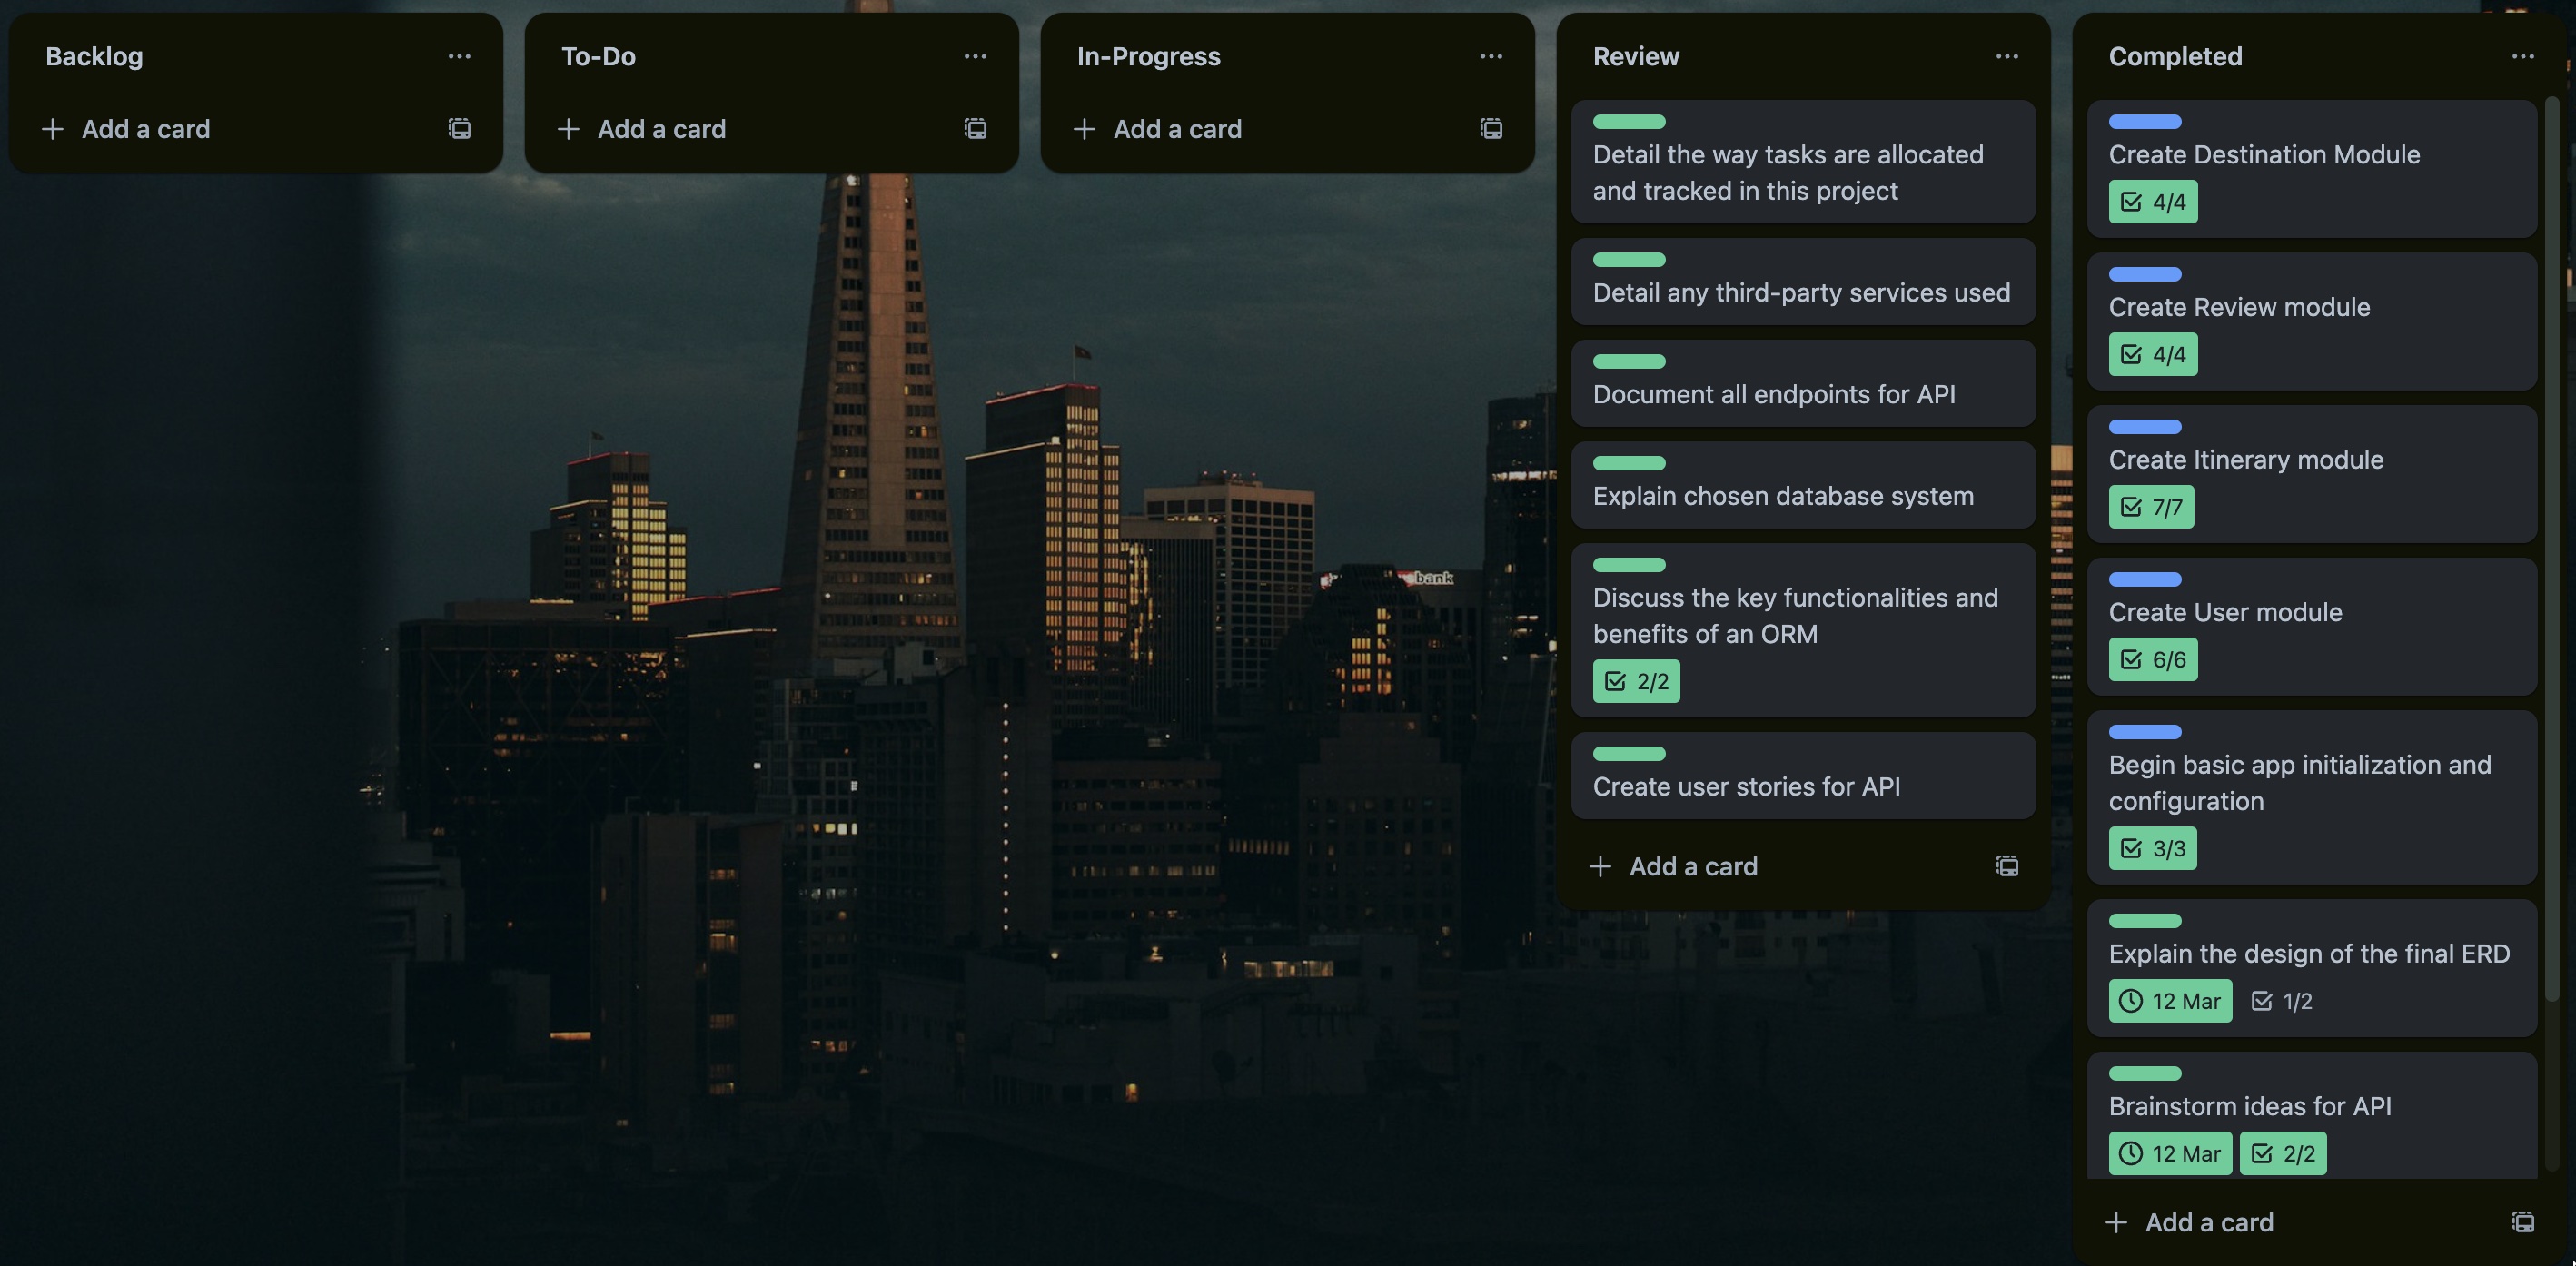 Backlog
Add a card
To-Do
Add a card
In-Progress
Add a card
Review
Detail the way tasks are allocated
and tracked in this project
Detail any third-party services used
Document all endpoints for API
Explain chosen database system
Discuss the key functionalities and
benefits of an ORM
2/2
Create user stories for API
Add a card
Completed
Create Destination Module
4/4
Create Review module
4/4
Create Itinerary module
7/7
Create User module
6/6
Begin basic app initialization and
configuration
3/3
Explain the design of the final ERD
12 Mar 1/2
Brainstorm ideas for API
12 Mar 2/2
Add a card
bank